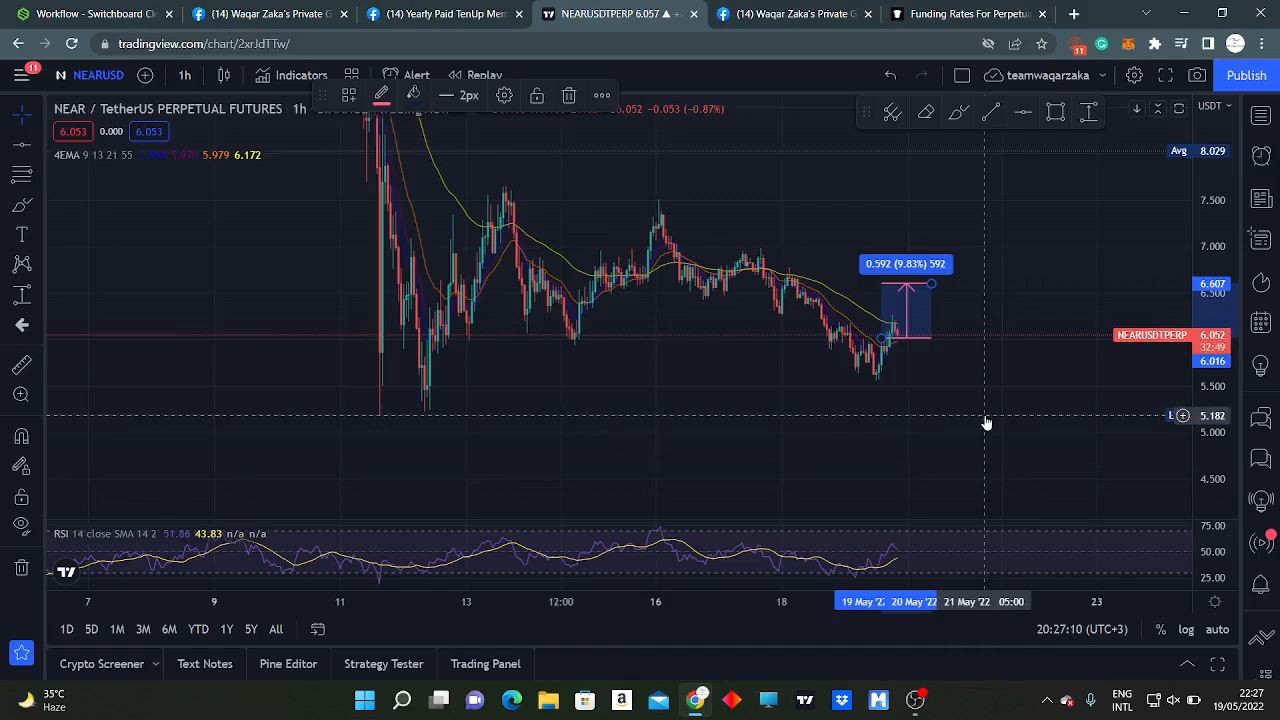 Workflow - Switchboard Cl
(14) Waqar Zaka's Private G
(14) Yearly Paid TenUp Mem
NEARUSDTPERP 6.057 ▲ +
(14) Waqar Zaka's Private G
Funding Rates For Perpetua
tradingview.com/chart/2xrJdTTw/
11
11
NEARUSD
1h
Indicators
Alert
Replay
teamwaqarzaka
Publish
2px
NEAR / TetherUS PERPETUAL FUTURES · 1h
-0.053 (-0.87%)
USDT
6.053
0.000
6.053
4EMA 9 13 21 55
5.979
6.172
Avg
8.029
7.500
7.000
0.592 (9.83%) 592
6.607
6.500
NEARUSDTPERP
6.052
32:49
6.016
5.500
5.182
5.000
4.500
RSI 14 close SMA 14 2
51.86
43.83
n/a n/a
75.00
50.00
25.00
7
9
11
13
12:00
16
18
19 May '22
20 May '22
21 May '22
05:00
23
1D
5D
1M
3M
6M
YTD
1Y
5Y
All
20:27:10 (UTC+3)
%
log
auto
Crypto Screener
Text Notes
Pine Editor
Strategy Tester
Trading Panel
35°C
Haze
ENG
INTL
22:27
19/05/2022